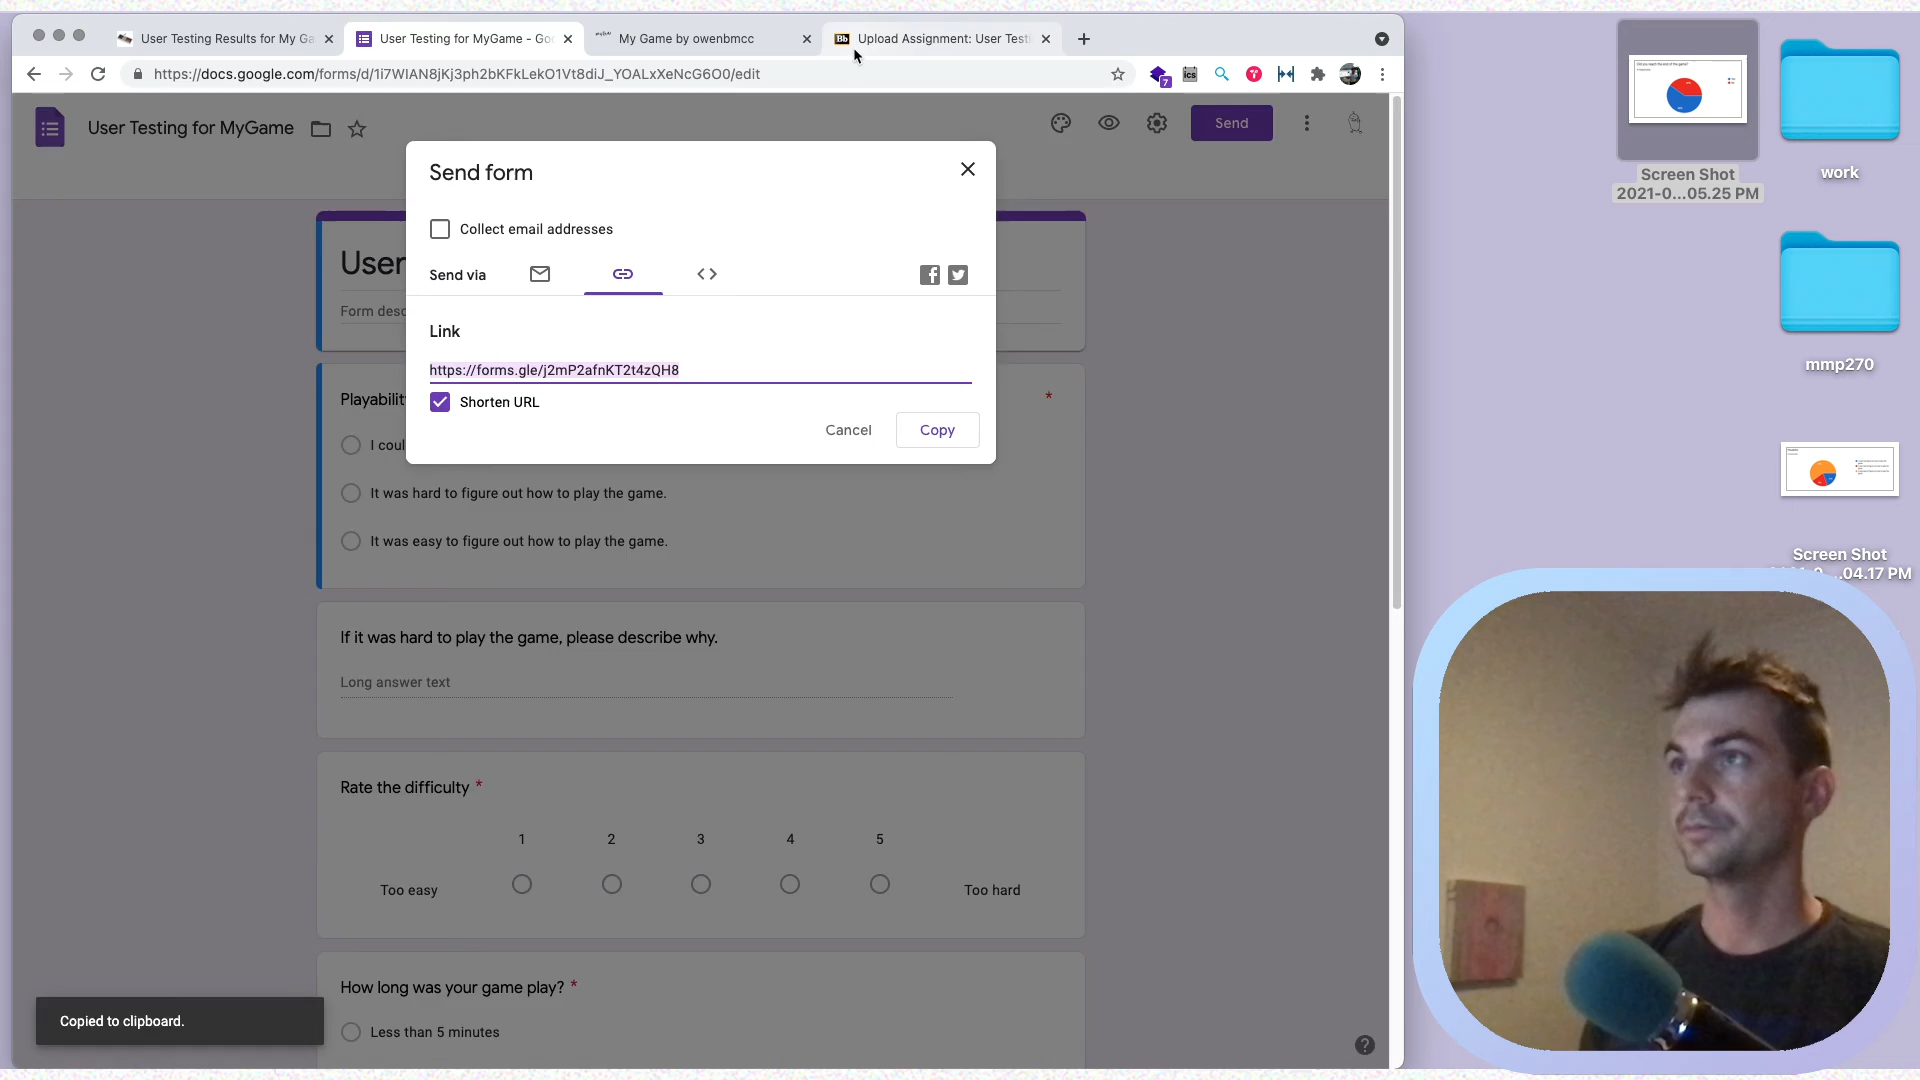 User Testing Results for My Ga
User Testing for MyGame - Goo
My Game by owenbmcc
Bb
Upload Assignment: User Testi
https://docs.google.com/forms/d/1i7WIAN8jKj3ph2bKFkLekO1Vt8diJ_YOALxXeNcG6O0/edit
7
ics
User Testing for MyGame
Send
Send form
Collect email addresses
Send via
Link
https://forms.gle/j2mP2afnKT2t4zQH8
Shorten URL
Cancel
Copy
User
Form desc
Playabilit
*
I coul
It was hard to figure out how to play the game.
It was easy to figure out how to play the game.
If it was hard to play the game, please describe why.
Long answer text
Rate the difficulty *
1 2 3 4 5
Too easy
Too hard
How long was your game play? *
Less than 5 minutes
Copied to clipboard.
Screen Shot
2021-0...05.25 PM
work
mmp270
Screen Shot
...04.17 PM